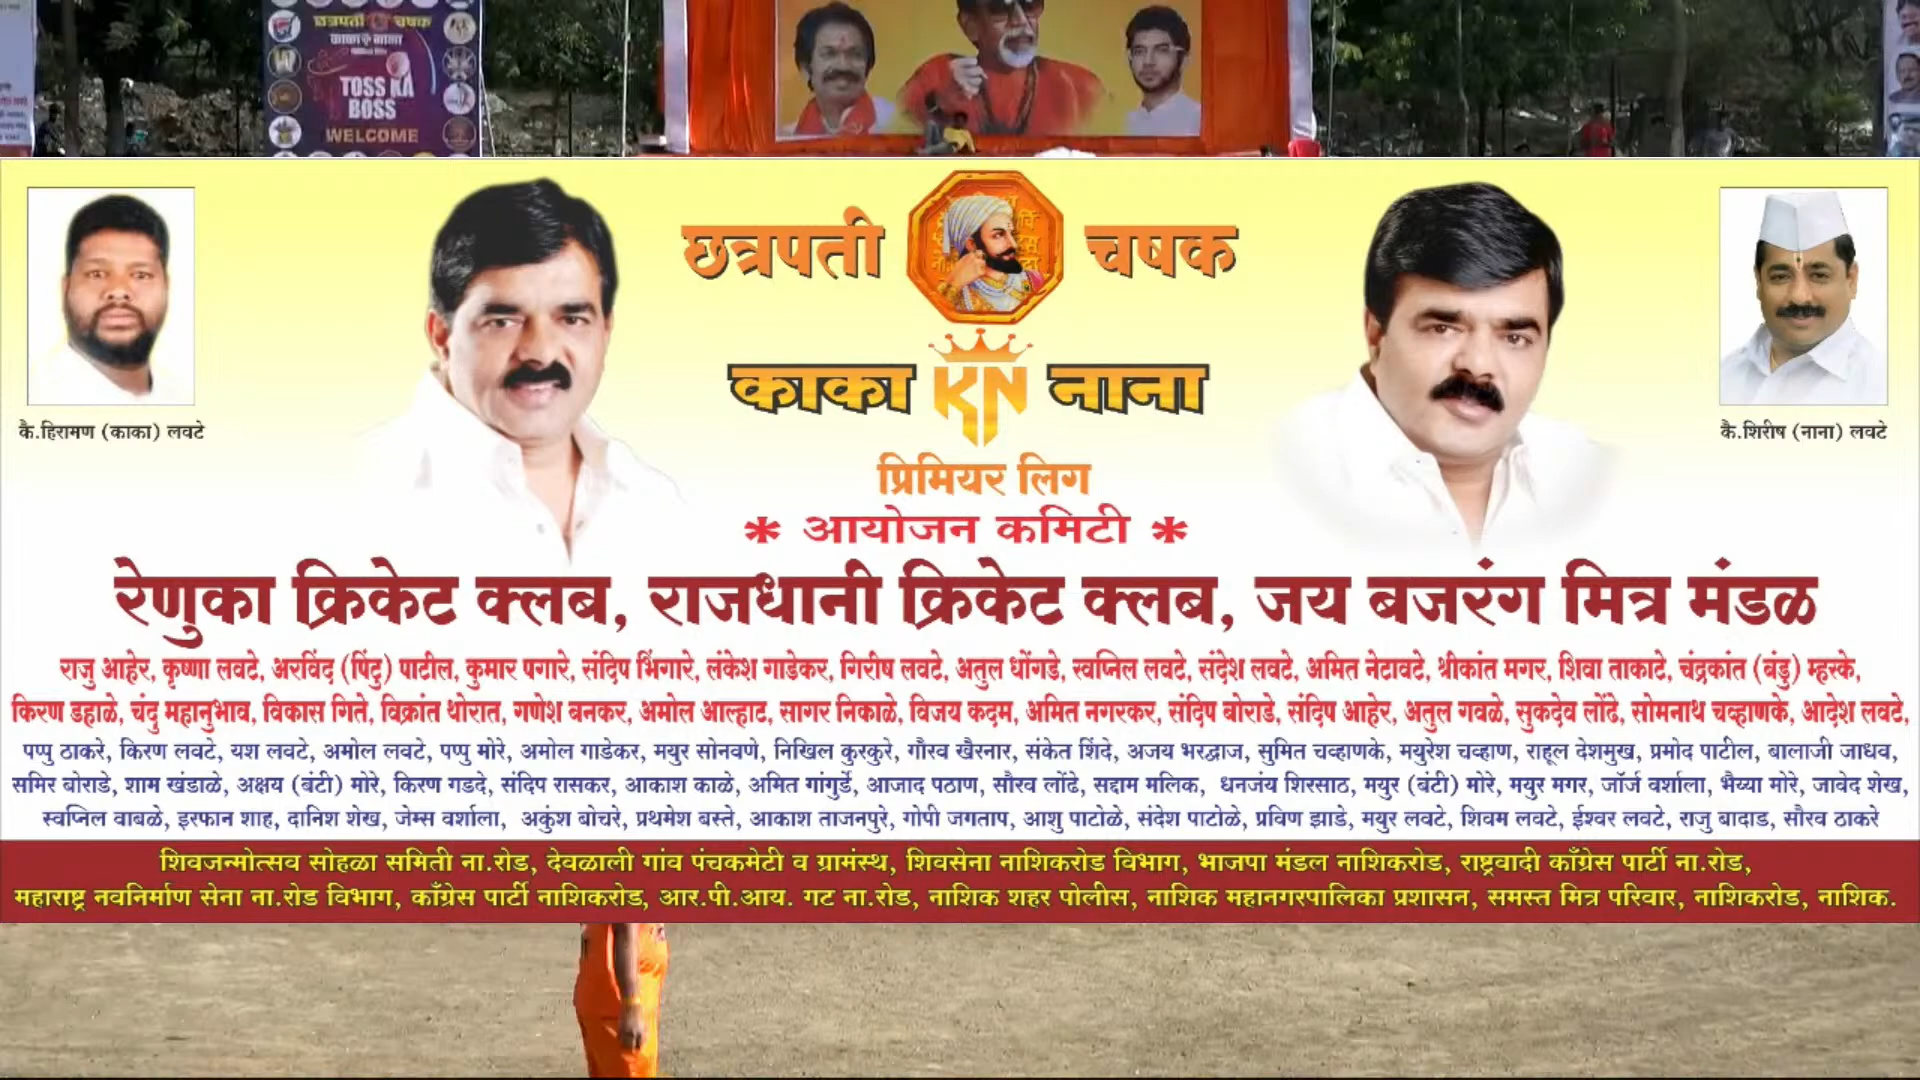 छत्रपती चषक
काका नाना
TOSS KA
BOSS
WELCOME
छत्रपती चषक
काका KN नाना
प्रिमियर लिग
* आयोजन कमिटी *
कै.हिरामण (काका) लवटे
कै.शिरीष (नाना) लवटे
रेणुका क्रिकेट क्लब, राजधानी क्रिकेट क्लब, जय बजरंग मित्र मंडळ
राजु आहेर, कृष्णा लवटे, अरविंद (पिंटु) पाटील, कुमार पगारे, संदिप भिंगारे, लंकेश गाडेकर, गिरीष लवटे, अतुल धोंगडे, स्वप्निल लवटे, संदेश लवटे, अमित नेटावटे, श्रीकांत मगर, शिवा ताकाटे, चंद्रकांत (बंडु) म्हस्के,
किरण डहाळे, चंदु महानुभाव, विकास गिते, विक्रांत थोरात, गणेश बनकर, अमोल आल्हाट, सागर निकाळे, विजय कदम, अमित नगरकर, संदिप बोराडे, संदिप आहेर, अतुल गवळे, सुकदेव लोंढे, सोमनाथ चव्हाणके, आदेश लवटे,
पप्पु ठाकरे, किरण लवटे, यश लवटे, अमोल लवटे, पप्पु मोरे, अमोल गाडेकर, मयुर सोनवणे, निखिल कुरकुरे, गौरव खैरनार, संकेत शिंदे, अजय भरद्वाज, सुमित चव्हाणके, मयुरेश चव्हाण, राहूल देशमुख, प्रमोद पाटील, बालाजी जाधव,
समिर बोराडे, शाम खंडाळे, अक्षय (बंटी) मोरे, किरण गडदे, संदिप रासकर, आकाश काळे, अमित गांगुर्डे, आजाद पठाण, सौरव लोंढे, सद्दाम मलिक, धनजंय शिरसाठ, मयुर (बंटी) मोरे, मयुर मगर, जॉर्ज वर्शाला, भैय्या मोरे, जावेद शेख,
स्वप्निल वाबळे, इरफान शाह, दानिश शेख, जेम्स वर्शाला, अकुंश बोचरे, प्रथमेश बस्ते, आकाश ताजनपुरे, गोपी जगताप, आशु पाटोळे, संदेश पाटोळे, प्रविण झाडे, मयुर लवटे, शिवम लवटे, ईश्वर लवटे, राजु बादाड, सौरव ठाकरे
शिवजन्मोत्सव सोहळा समिती ना.रोड, देवळाली गांव पंचकमेटी व ग्रामंस्थ, शिवसेना नाशिकरोड विभाग, भाजपा मंडल नाशिकरोड, राष्ट्रवादी काँग्रेस पार्टी ना.रोड,
महाराष्ट्र नवनिर्माण सेना ना.रोड विभाग, काँग्रेस पार्टी नाशिकरोड, आर.पी.आय. गट ना.रोड, नाशिक शहर पोलीस, नाशिक महानगरपालिका प्रशासन, समस्त मित्र परिवार, नाशिकरोड, नाशिक.